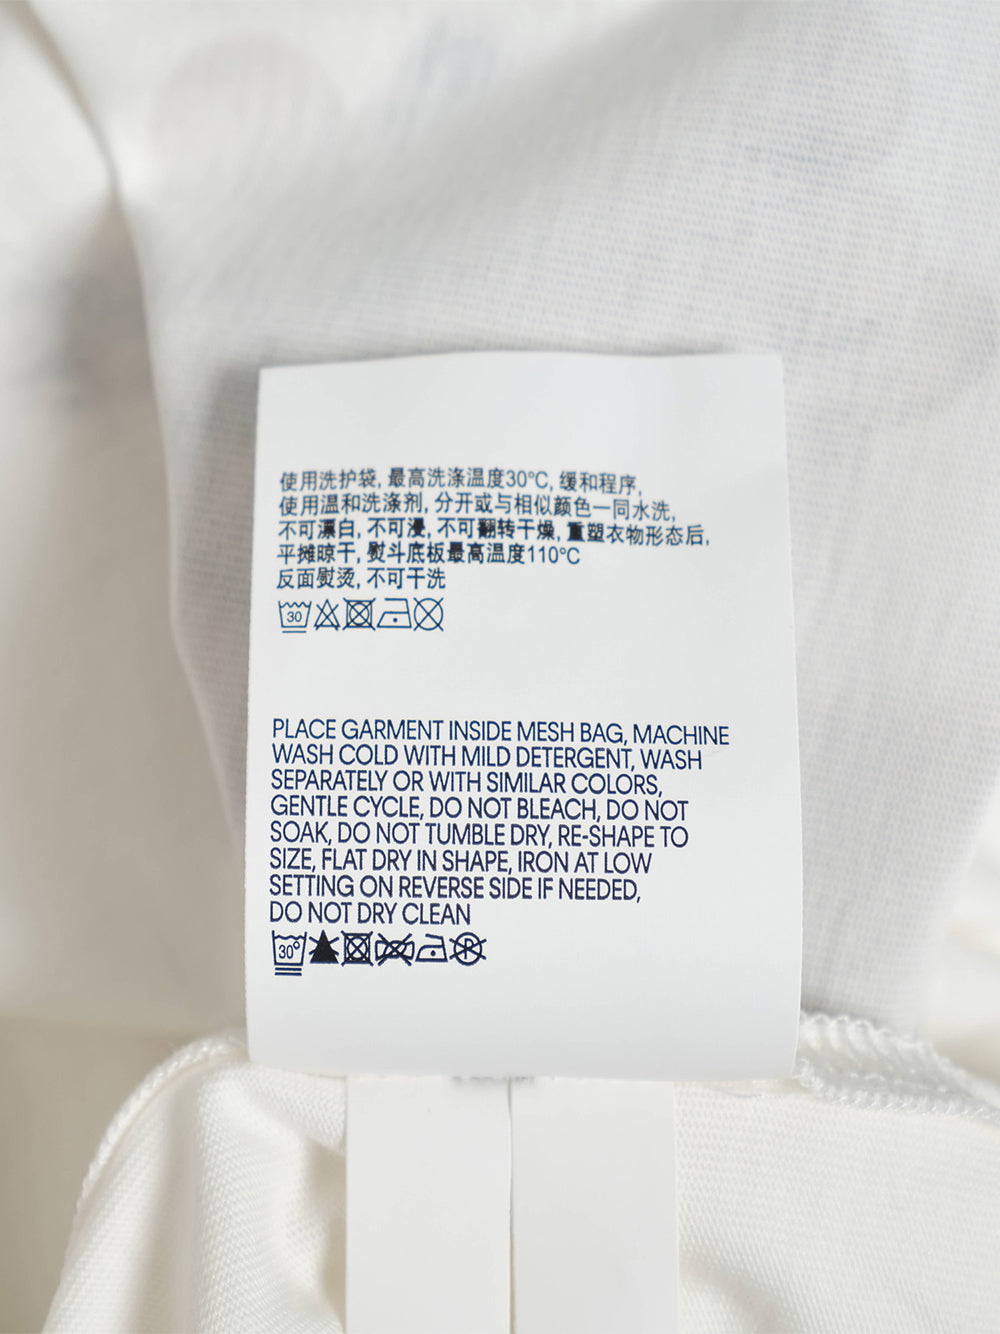 使用洗护袋, 最高洗涤温度30°C, 缓和程序,
使用温和洗涤剂, 分开或与相似颜色一同水洗,
不可漂白, 不可浸, 不可翻转干燥, 重塑衣物形态后,
平摊晾干, 熨斗底板最高温度110°C
反面熨烫, 不可干洗
30
PLACE GARMENT INSIDE MESH BAG, MACHINE
WASH COLD WITH MILD DETERGENT, WASH
SEPARATELY OR WITH SIMILAR COLORS,
GENTLE CYCLE, DO NOT BLEACH, DO NOT
SOAK, DO NOT TUMBLE DRY, RE-SHAPE TO
SIZE, FLAT DRY IN SHAPE, IRON AT LOW
SETTING ON REVERSE SIDE IF NEEDED,
DO NOT DRY CLEAN
30° P